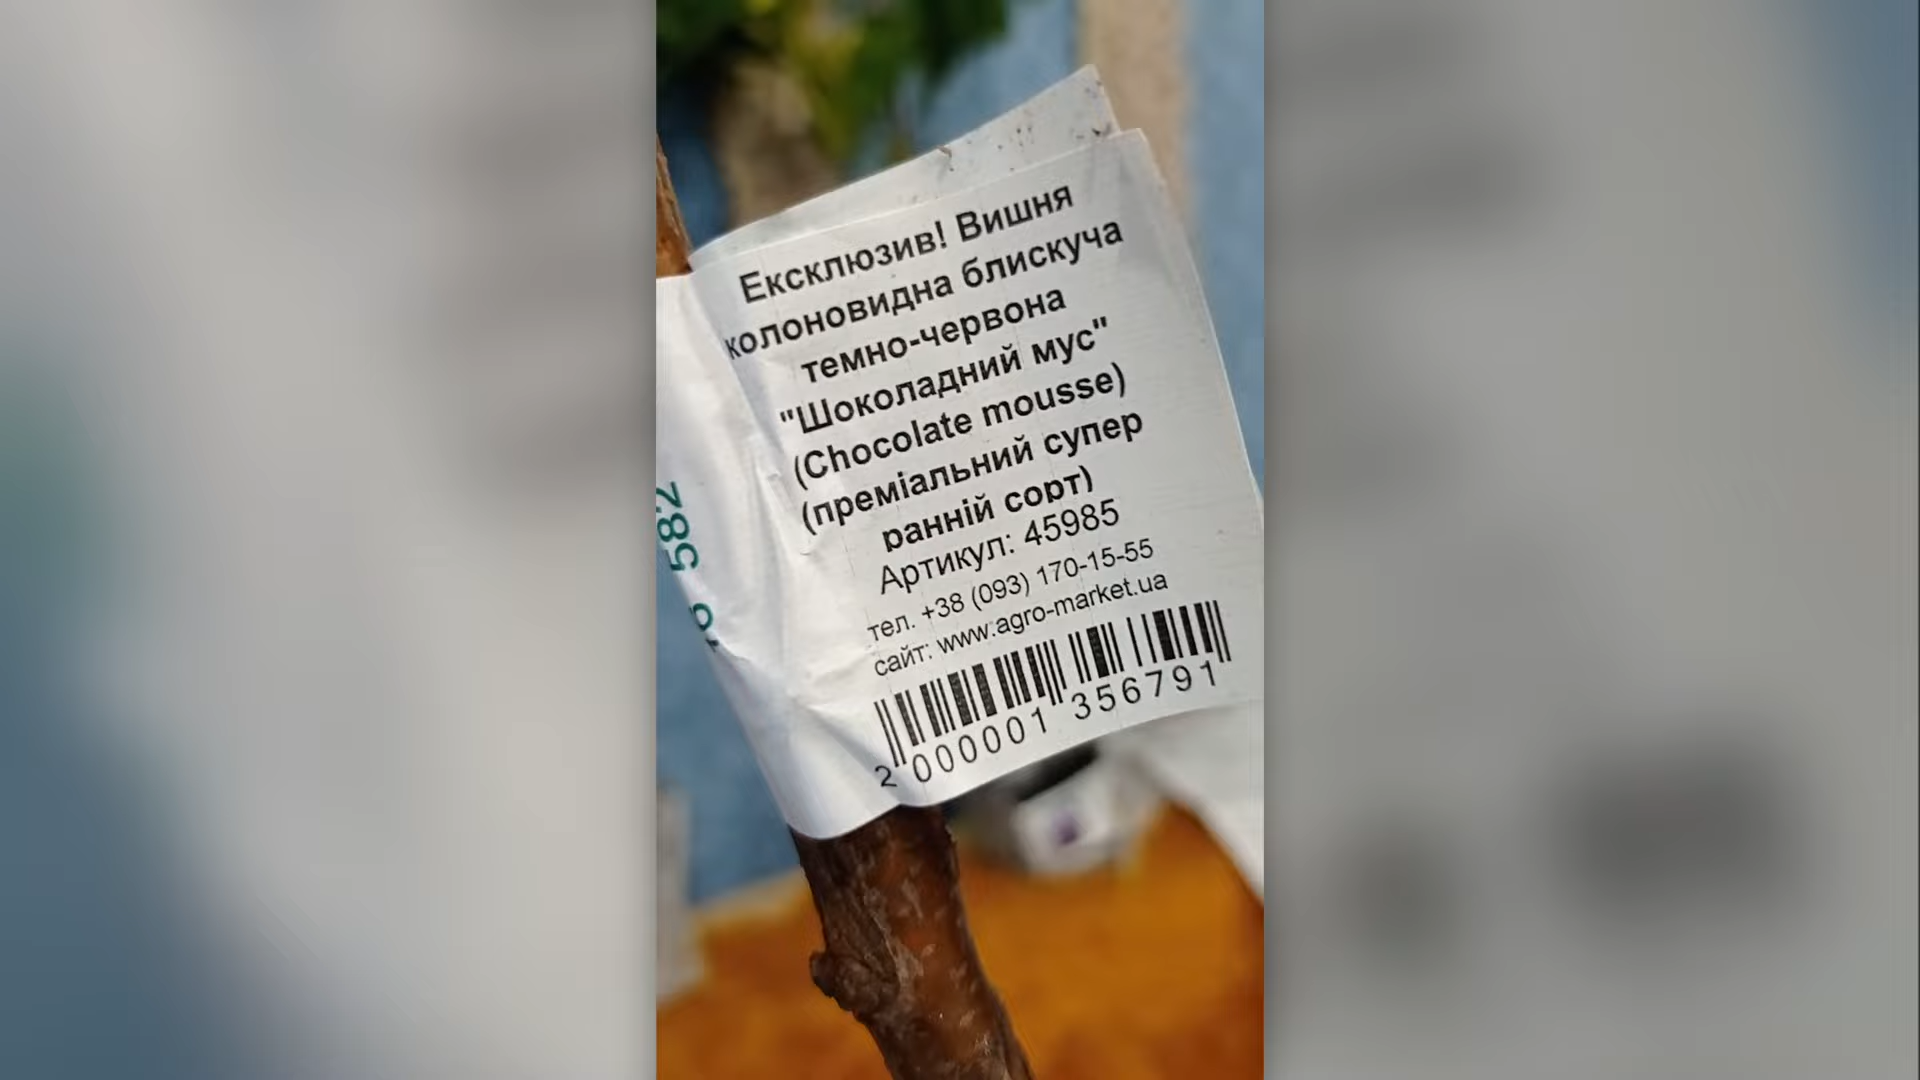 Ексклюзив! Вишня
колоновидна блискуча
темно-червона
"Шоколадний мус"
(Chocolate mousse)
(преміальний супер
ранній сорт)
Артикул: 45985
тел. +38 (093) 170-15-55
сайт: www.agro-market.ua
2 000001 356791
582